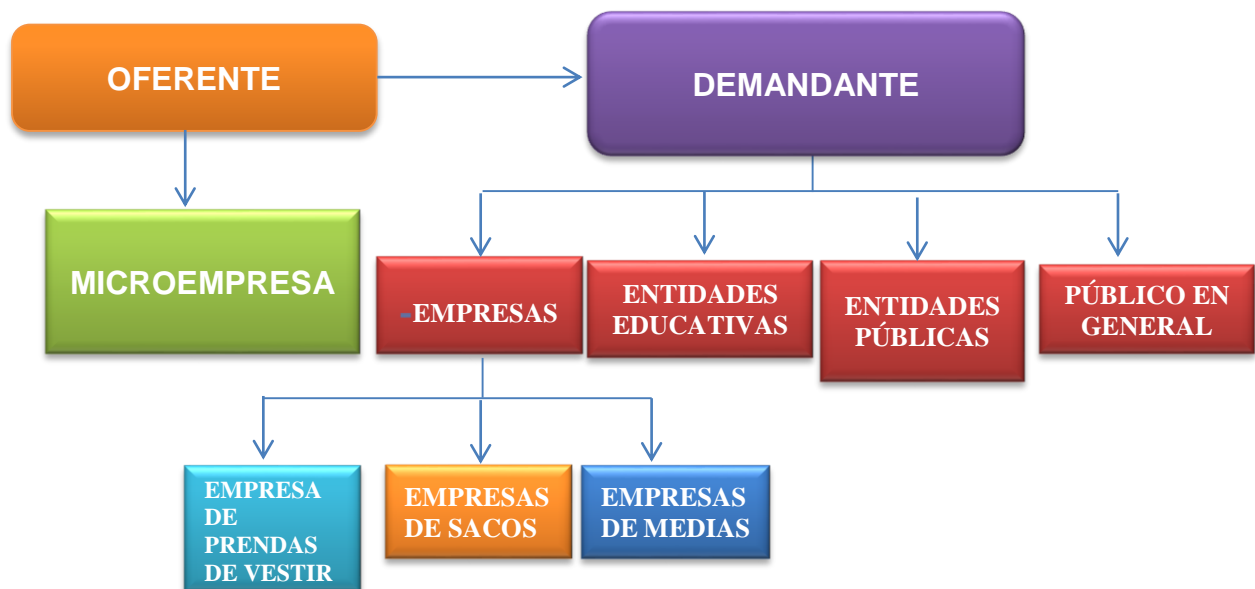 OFERENTE
DEMANDANTE
MICROEMPRESA
-EMPRESAS
ENTIDADES
EDUCATIVAS
ENTIDADES
PÚBLICAS
PÚBLICO EN
GENERAL
EMPRESA
DE
PRENDAS
DE VESTIR
EMPRESAS
DE SACOS
EMPRESAS
DE MEDIAS